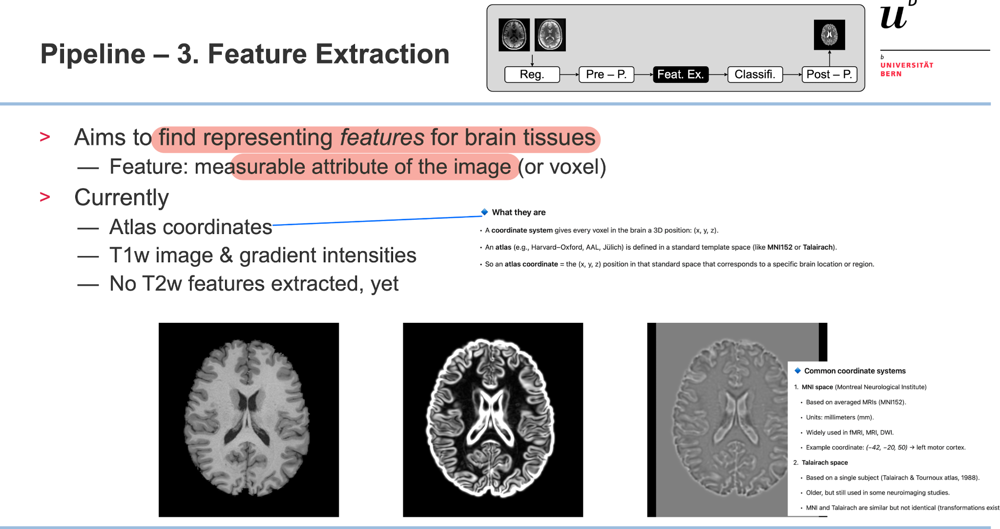 Pipeline – 3. Feature Extraction
Reg.
Pre – P.
Feat. Ex.
Classifi.
Post – P.
u
b
b
UNIVERSITÄT
BERN
> Aims to find representing features for brain tissues
— Feature: measurable attribute of the image (or voxel)
> Currently
— Atlas coordinates
— T1w image & gradient intensities
— No T2w features extracted, yet
What they are
• A coordinate system gives every voxel in the brain a 3D position: (x, y, z).
• An atlas (e.g., Harvard–Oxford, AAL, Jülich) is defined in a standard template space (like MNI152 or Talairach).
• So an atlas coordinate = the (x, y, z) position in that standard space that corresponds to a specific brain location or region.
Common coordinate systems
1. MNI space (Montreal Neurological Institute)
• Based on averaged MRIs (MNI152).
• Units: millimeters (mm).
• Widely used in fMRI, MRI, DWI.
• Example coordinate: (−42, −20, 50) → left motor cortex.
2. Talairach space
• Based on a single subject (Talairach & Tournoux atlas, 1988).
• Older, but still used in some neuroimaging studies.
• MNI and Talairach are similar but not identical (transformations exist